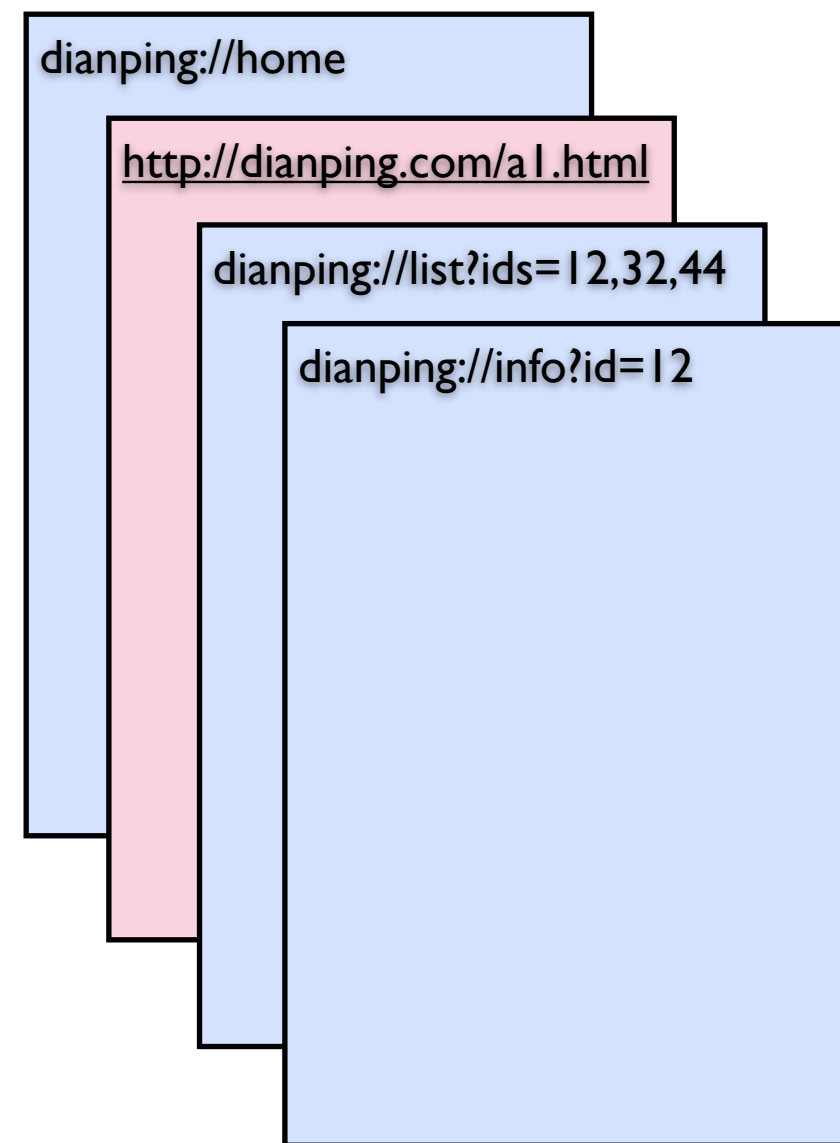 dianping://home
http://dianping.com/a1.html
dianping://list?ids=12,32,44
dianping://info?id=12